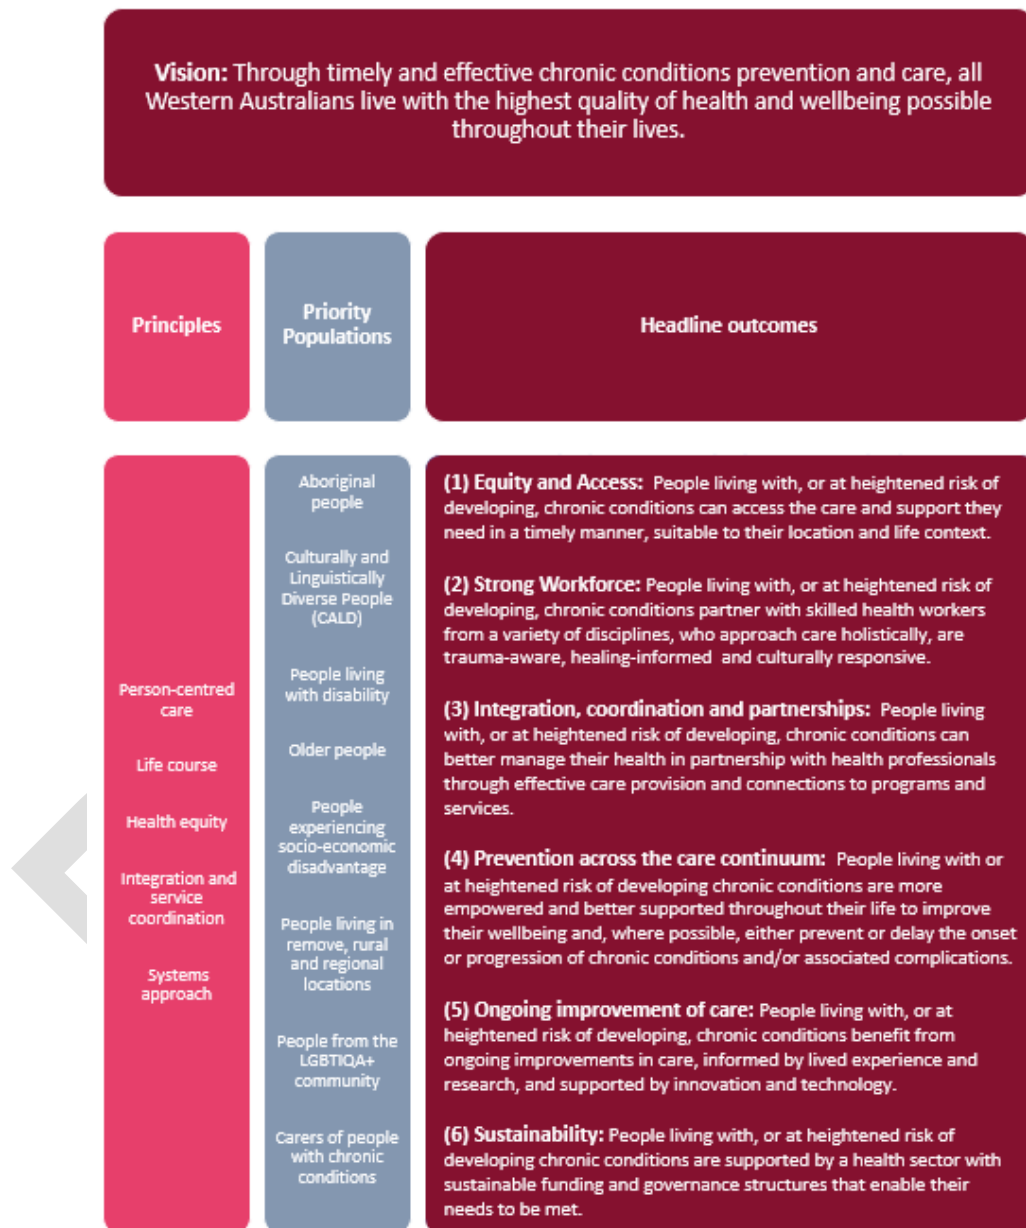 Vision: Through timely and effective chronic conditions prevention and care, all
Western Australians live with the highest quality of health and wellbeing possible
throughout their lives.
Principles
Priority
Populations
Headline outcomes
Person-centred
care
Life course
Health equity
Integration and
service
coordination
Systems
approach
Aboriginal
people
Culturally and
Linguistically
Diverse People
(CALD)
People living
with disability
Older people
People
experiencing
socio-economic
disadvantage
People living in
remove, rural
and regional
locations
People from the
LGBTIQA+
community
Carers of people
with chronic
conditions
(1) Equity and Access: People living with, or at heightened risk of
developing, chronic conditions can access the care and support they
need in a timely manner, suitable to their location and life context.
(2) Strong Workforce: People living with, or at heightened risk of
developing, chronic conditions partner with skilled health workers
from a variety of disciplines, who approach care holistically, are
trauma-aware, healing-informed and culturally responsive.
(3) Integration, coordination and partnerships: People living
with, or at heightened risk of developing, chronic conditions can
better manage their health in partnership with health professionals
through effective care provision and connections to programs and
services.
(4) Prevention across the care continuum: People living with or
at heightened risk of developing chronic conditions are more
empowered and better supported throughout their life to improve
their wellbeing and, where possible, either prevent or delay the onset
or progression of chronic conditions and/or associated complications.
(5) Ongoing improvement of care: People living with, or at
heightened risk of developing, chronic conditions benefit from
ongoing improvements in care, informed by lived experience and
research, and supported by innovation and technology.
(6) Sustainability: People living with, or at heightened risk of
developing chronic conditions are supported by a health sector with
sustainable funding and governance structures that enable their
needs to be met.